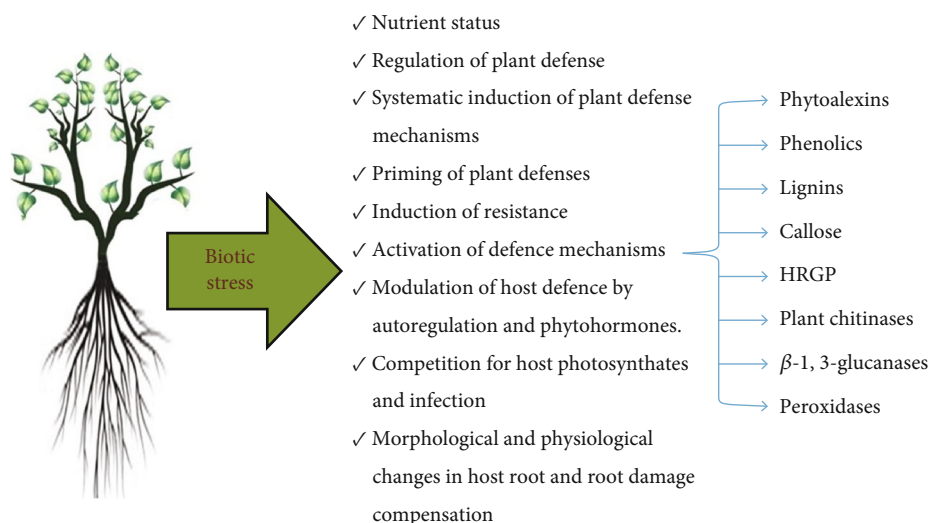 Biotic
stress
✓ Nutrient status
✓ Regulation of plant defense
✓ Systematic induction of plant defense
mechanisms
✓ Priming of plant defenses
✓ Induction of resistance
✓ Activation of defence mechanisms
✓ Modulation of host defence by
autoregulation and phytohormones.
✓ Competition for host photosynthates
and infection
✓ Morphological and physiological
changes in host root and root damage
compensation
Phytoalexins
Phenolics
Lignins
Callose
HRGP
Plant chitinases
β-1, 3-glucanases
Peroxidases